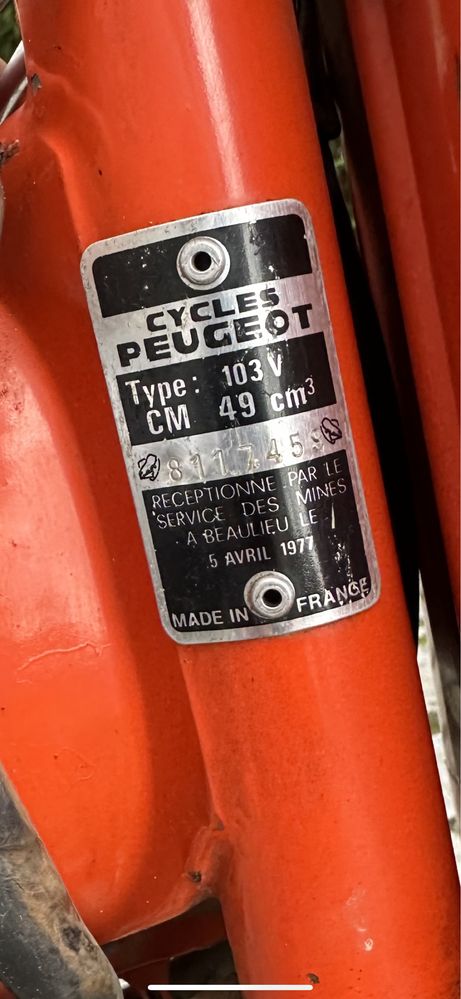 CYCLES
PEUGEOT
Type: 103 V
CM 49 cm³
8117459
RECEPTIONNE PAR LE
SERVICE DES MINES
A BEAULIEU LE
5 AVRIL 1977
MADE IN FRANCE